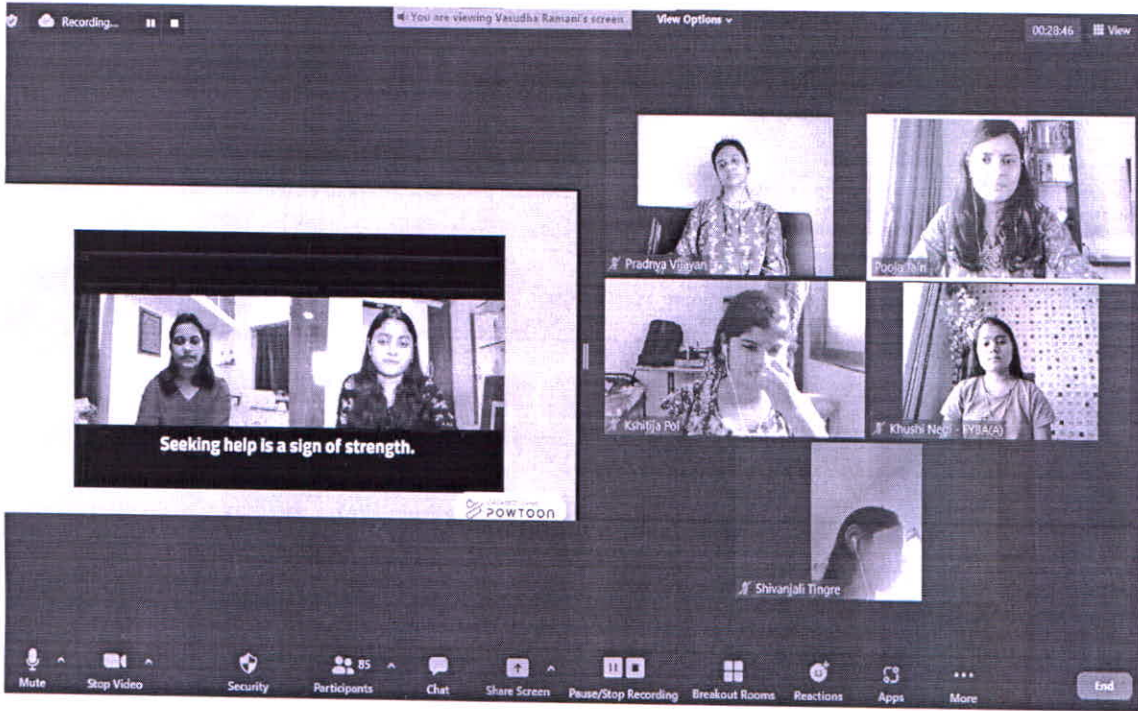 Recording...
You are viewing Vasudha Ramani's screen
View Options
00:28:46
View
Pradnya Vijayan
Pooja Jain
Kshitija Pol
Khushi Negi - FYBA(A)
Seeking help is a sign of strength.
POWTOON
Shivanjali Tingre
Mute
Stop Video
Security
85
Participants
Chat
Share Screen
Pause/Stop Recording
Breakout Rooms
Reactions
Apps
More
End